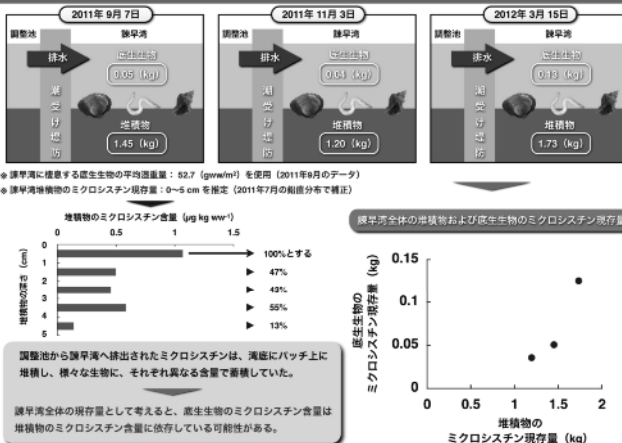 2011年 9月 7日
2011年 11月 3日
2012年 3月 15日
調整池
諫早湾
調整池
諫早湾
調整池
諫早湾
排水
底生生物
0.05 (kg)
潮受け堤防
堆積物
1.45 (kg)
排水
底生生物
0.04 (kg)
潮受け堤防
堆積物
1.20 (kg)
排水
底生生物
0.13 (kg)
潮受け堤防
堆積物
1.73 (kg)
※ 諫早湾に棲息する底生生物の平均湿重量： 52.7 (gww/m²) を使用 (2011年9月のデータ)
※ 諫早湾堆積物のミクロシスチン現存量：0〜5 cm を推定 (2011年7月の鉛直分布で補正)
堆積物のミクロシスチン含量 (μg kg ww⁻¹)
0 0.5 1 1.5
堆積物の深さ (cm)
0
1
2
3
4
5
100%とする
47%
43%
55%
13%
調整池から諫早湾へ排出されたミクロシスチンは、湾底にパッチ上に
堆積し、様々な生物に、それぞれ異なる含量で蓄積していた。
諫早湾全体の現存量として考えると、底生生物のミクロシスチン含量は
堆積物のミクロシスチン含量に依存している可能性がある。
諫早湾全体の堆積物および底生生物のミクロシスチン現存量
底生生物の
ミクロシスチン現存量 (kg)
0.15
0.1
0.05
0
0 0.5 1 1.5 2
堆積物の
ミクロシスチン現存量 (kg)